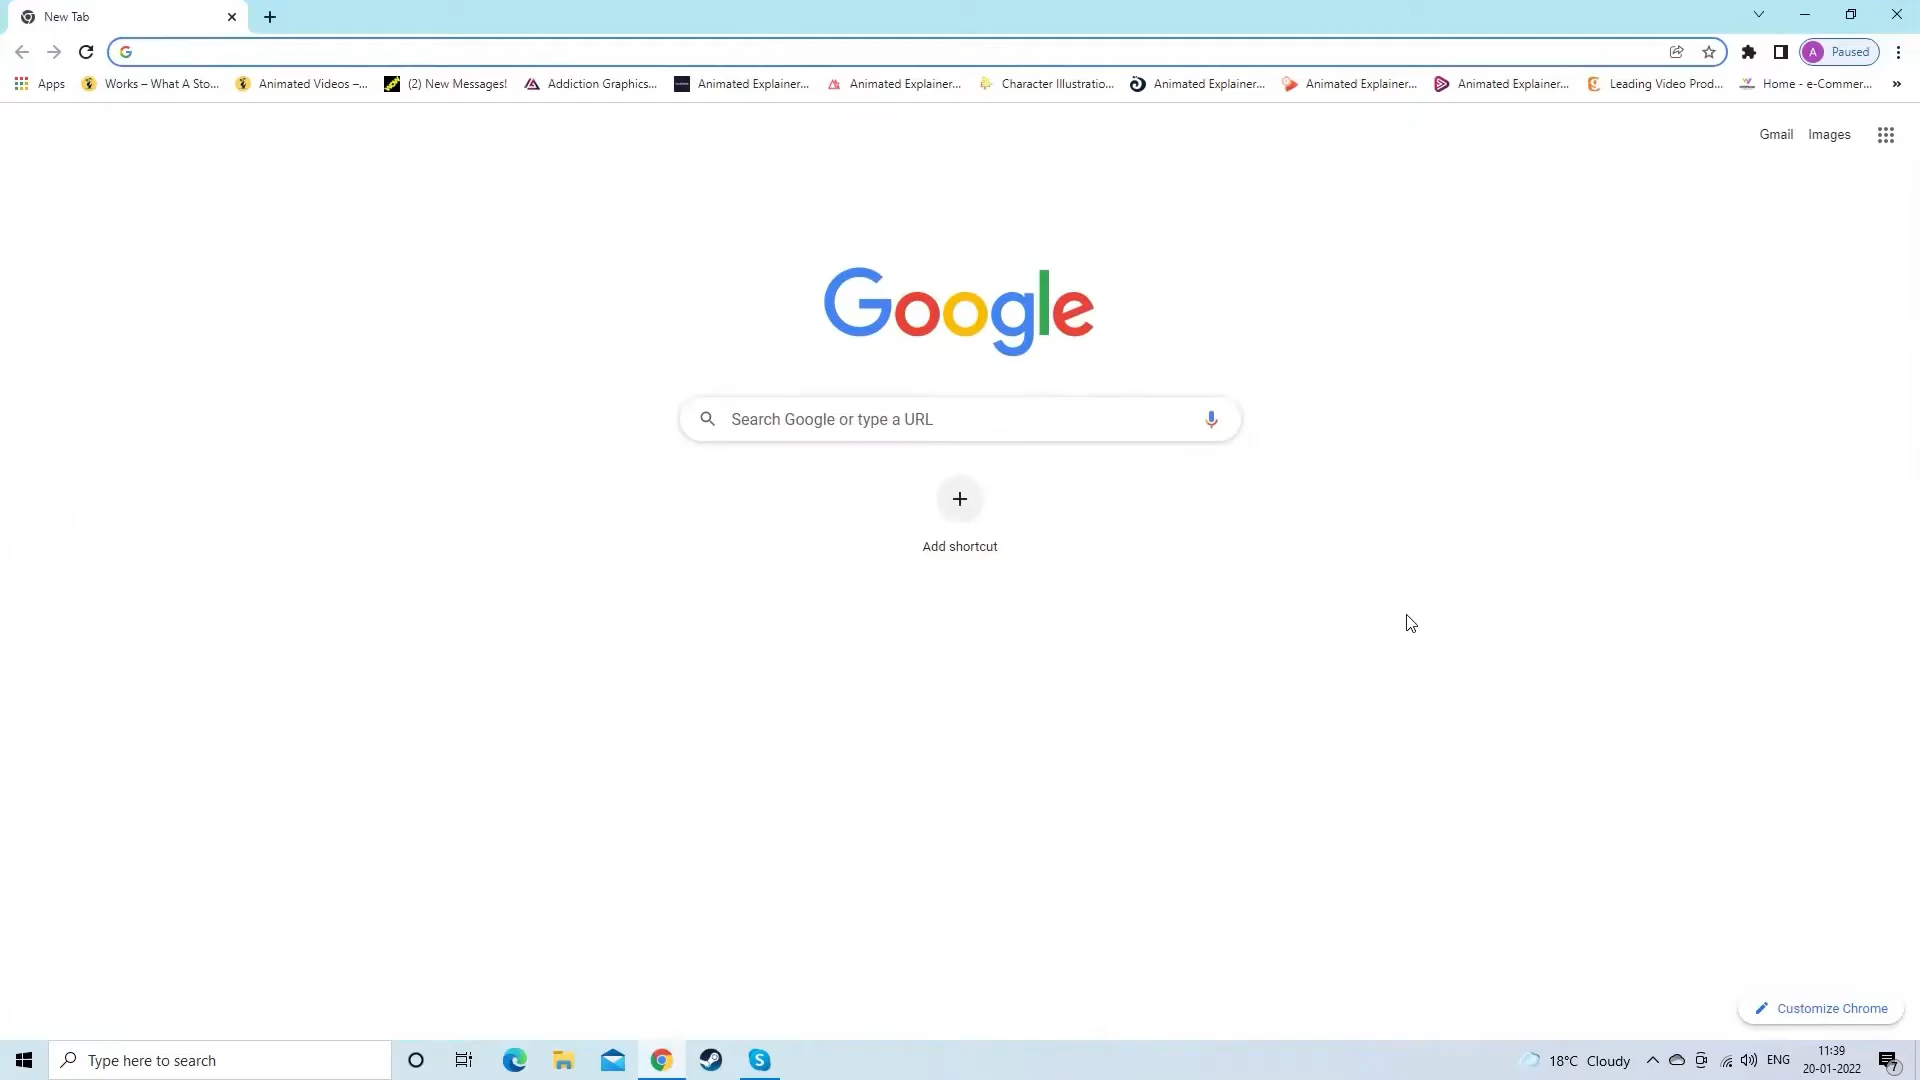 New Tab
Paused
Apps
Works – What A Sto...
Animated Videos –...
(2) New Messages!
Addiction Graphics...
Animated Explainer...
Animated Explainer...
Character Illustratio...
Animated Explainer...
Animated Explainer...
Animated Explainer...
Leading Video Prod...
Home - e-Commer...
»
Gmail
Images
Google
Search Google or type a URL
Add shortcut
Customize Chrome
Type here to search
18°C Cloudy
ENG
11:39
20-01-2022
7